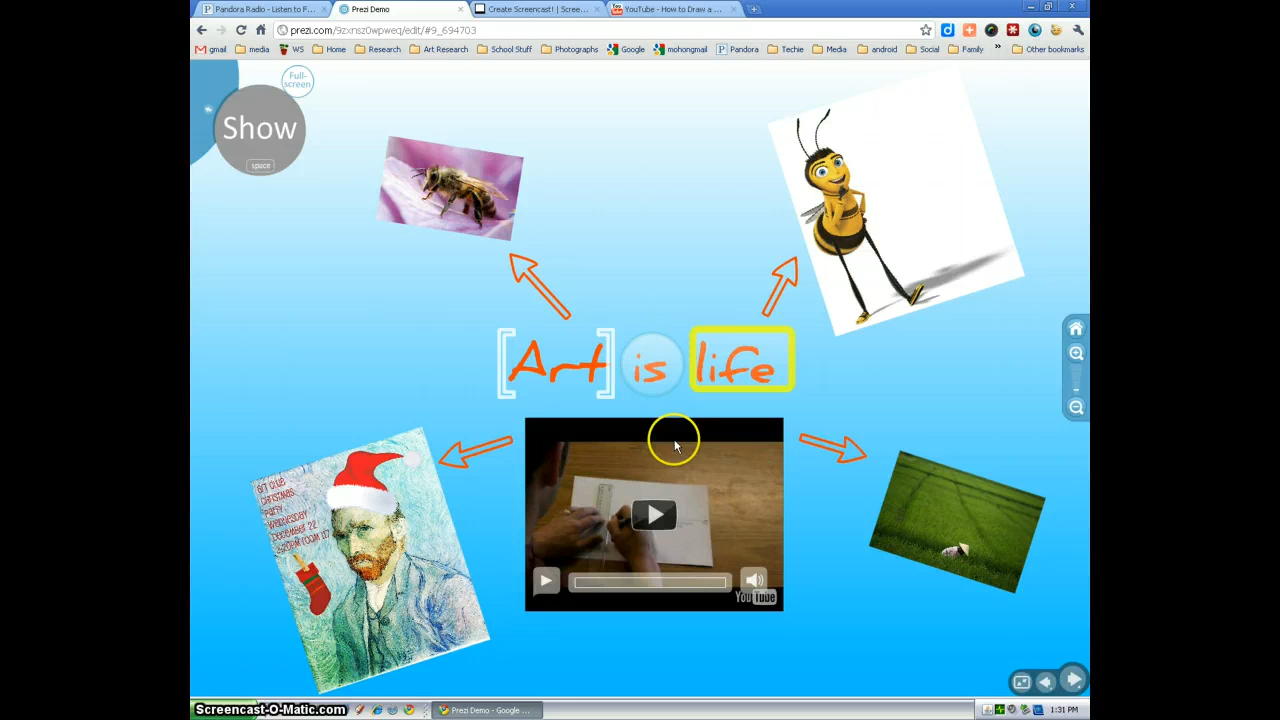 Pandora Radio - Listen to F...
Prezi Demo
Create Screencast! | Scree...
YouTube - How to Draw a ...
prezi.com/9zxnsz0wpweq/edit/#9_694703
gmail
media
WS
Home
Research
Art Research
School Stuff
Photographs
Google
mohongmail
Pandora
Techie
Media
android
Social
Family
»
Other bookmarks
Full-
screen
Show
space
Art is life
Art Club
Christmas
Party
Wednesday
December 22
YouTube
Screencast-O-Matic.com
Prezi Demo - Google ...
1:31 PM